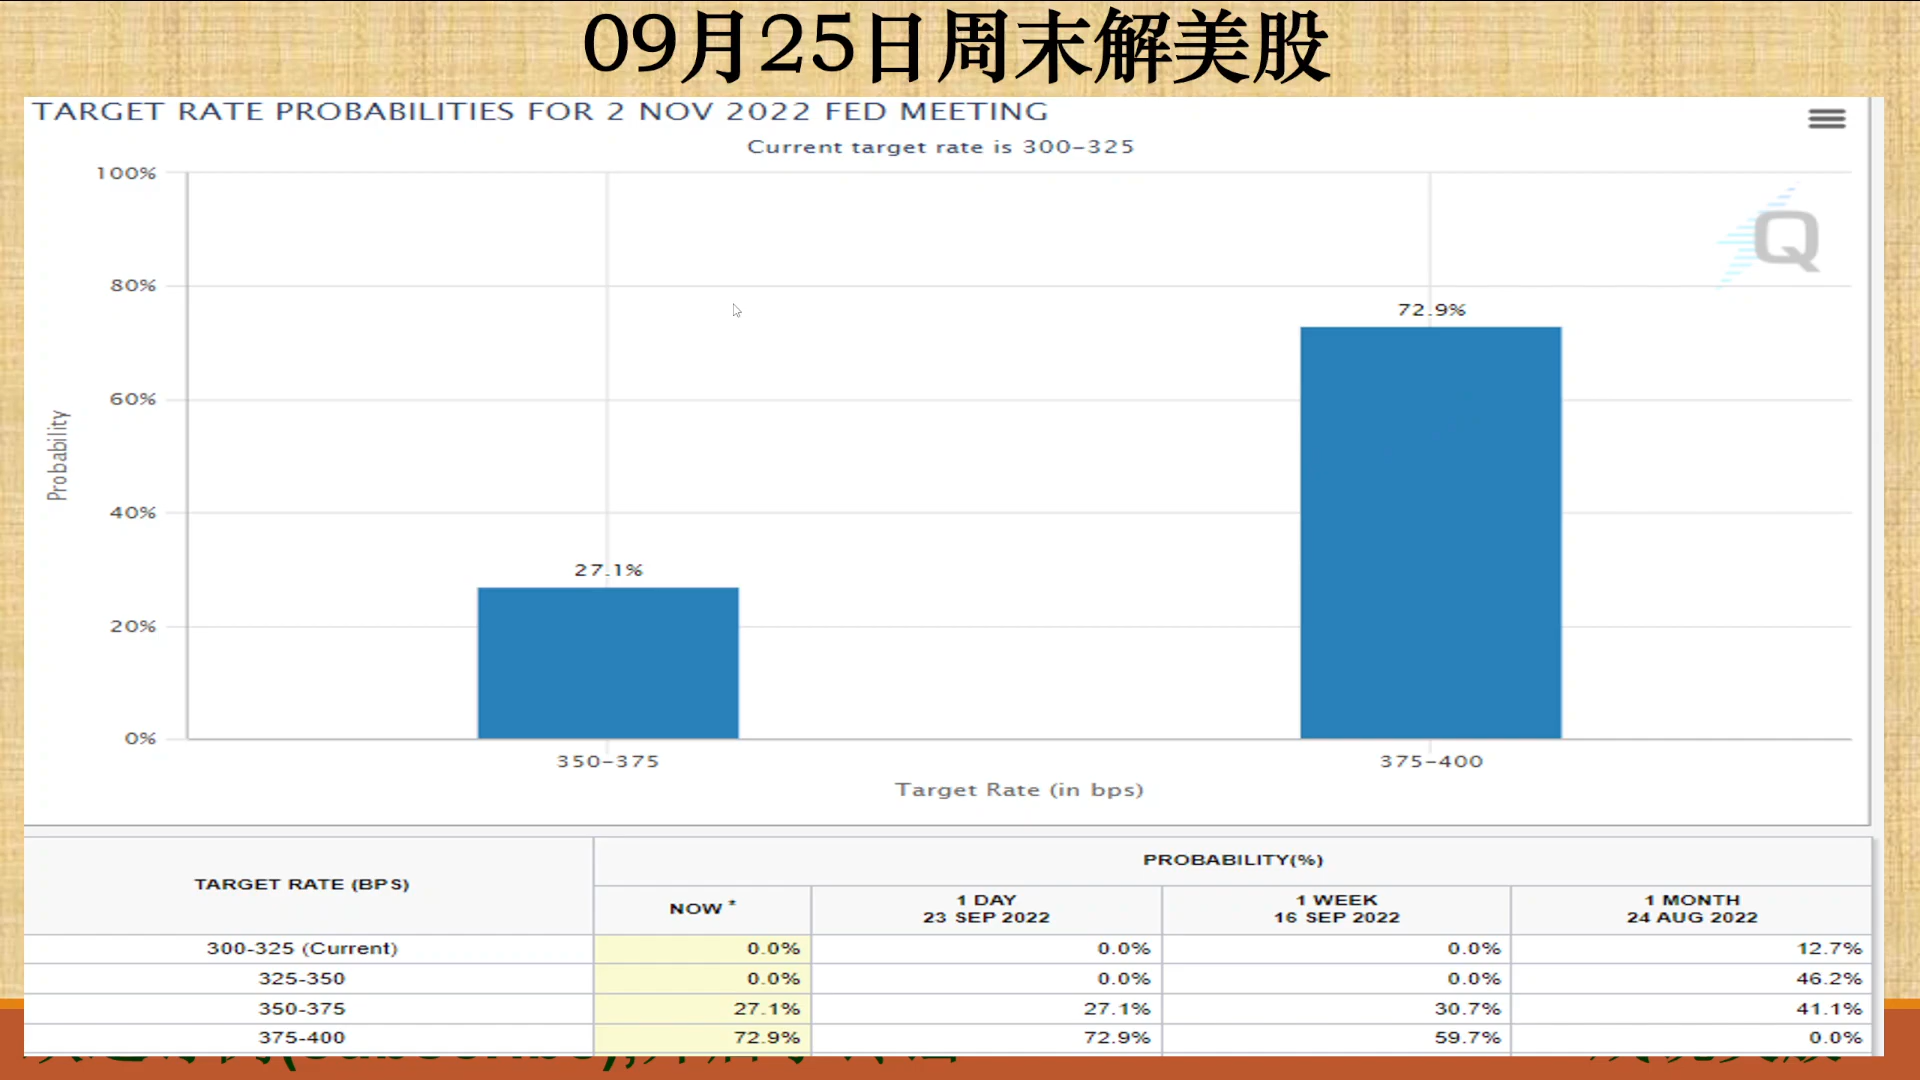 09月25日周末解美股
TARGET RATE PROBABILITIES FOR 2 NOV 2022 FED MEETING
Current target rate is 300-325
100%
80%
60%
40%
20%
0%
Probability
Q
27.1%
72.9%
350-375
375-400
Target Rate (in bps)
TARGET RATE (BPS)
PROBABILITY(%)
NOW *
1 DAY
23 SEP 2022
1 WEEK
16 SEP 2022
1 MONTH
24 AUG 2022
300-325 (Current) 0.0% 0.0% 0.0% 12.7%
325-350 0.0% 0.0% 0.0% 46.2%
350-375 27.1% 27.1% 30.7% 41.1%
375-400 72.9% 72.9% 59.7% 0.0%